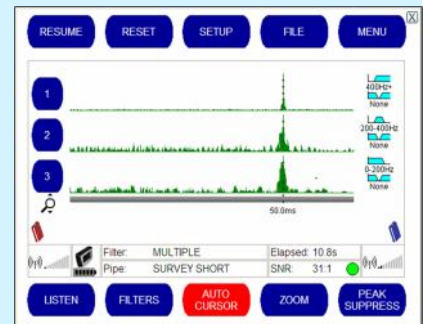 RESUME RESET SETUP FILE MENU X
1
400Hz+
None
2
200-400Hz
None
3
0-200Hz
None
50.0ms
Filter: MULTIPLE Elapsed: 10.8s
Pipe: SURVEY SHORT SNR: 31:1
LISTEN FILTERS AUTO CURSOR ZOOM PEAK SUPPRESS